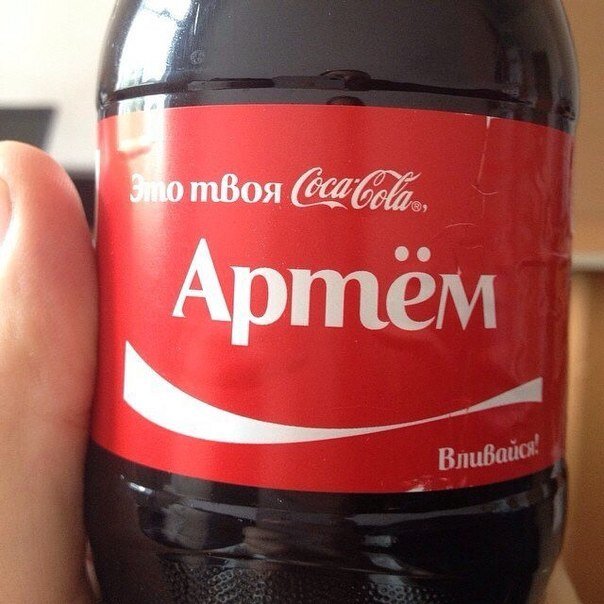 Это твоя Coca-Cola®,
Артём
Вливайся!